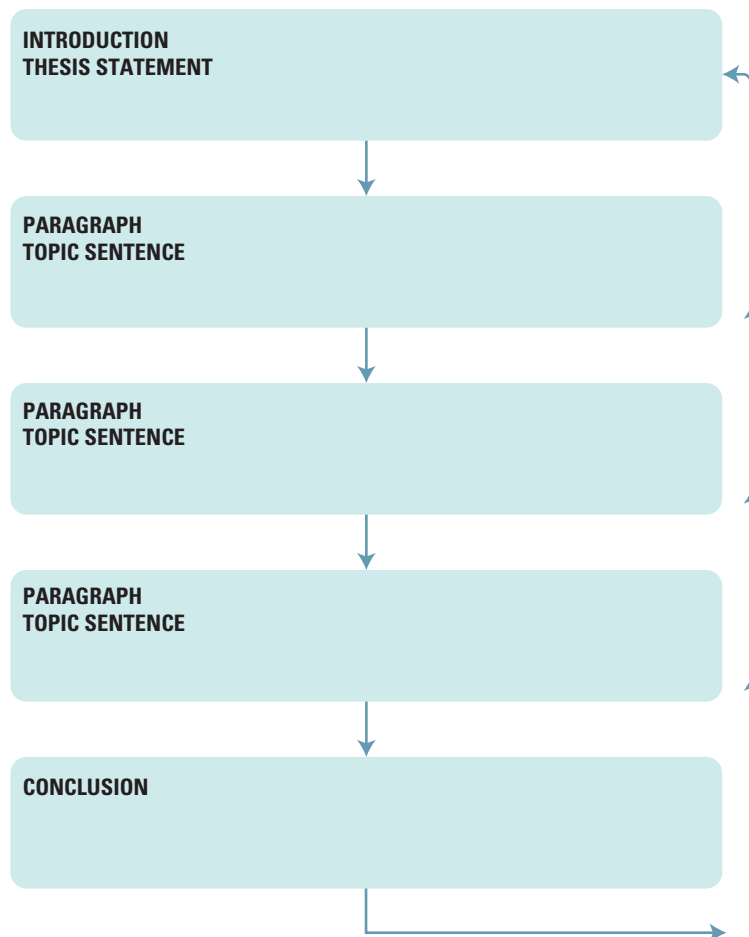 INTRODUCTION
THESIS STATEMENT
PARAGRAPH
TOPIC SENTENCE
PARAGRAPH
TOPIC SENTENCE
PARAGRAPH
TOPIC SENTENCE
CONCLUSION